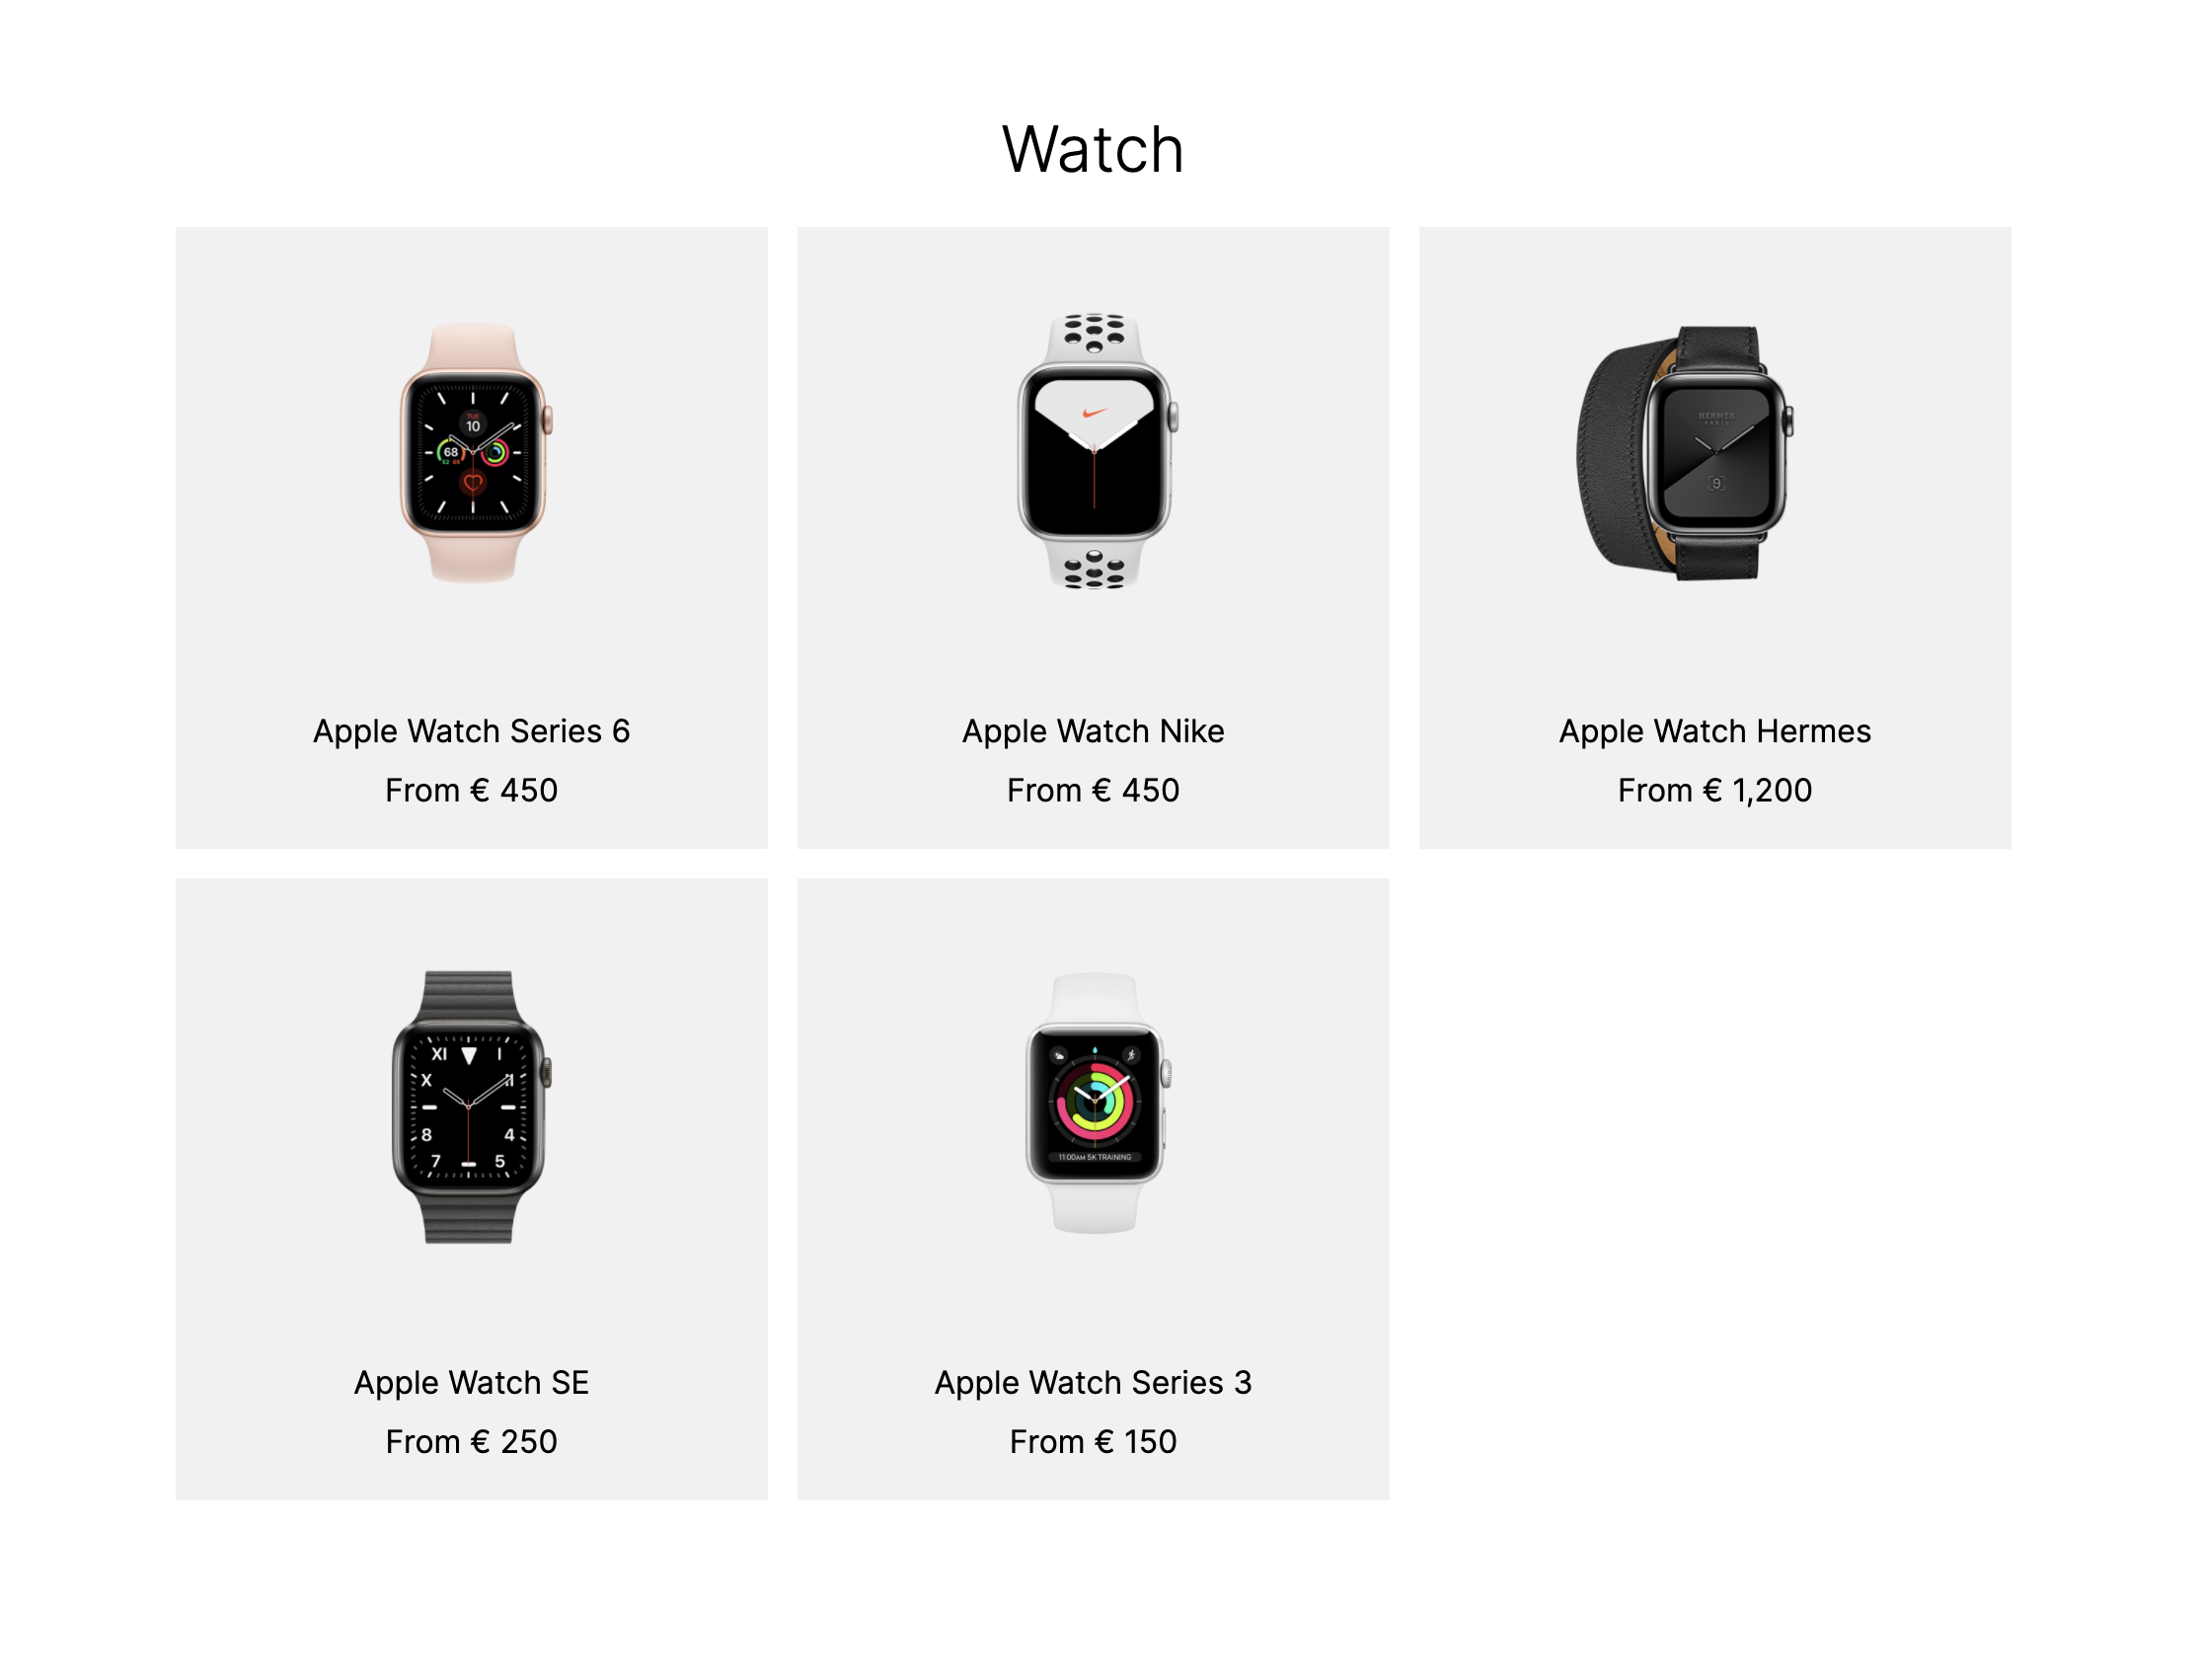 Watch
TUE
10
68
HERMES
PARIS
Apple Watch Series 6
From € 450
Apple Watch Nike
From € 450
Apple Watch Hermes
From € 1,200
XI I
X II
8 4
7 5
11:00AM 5K TRAINING
Apple Watch SE
From € 250
Apple Watch Series 3
From € 150